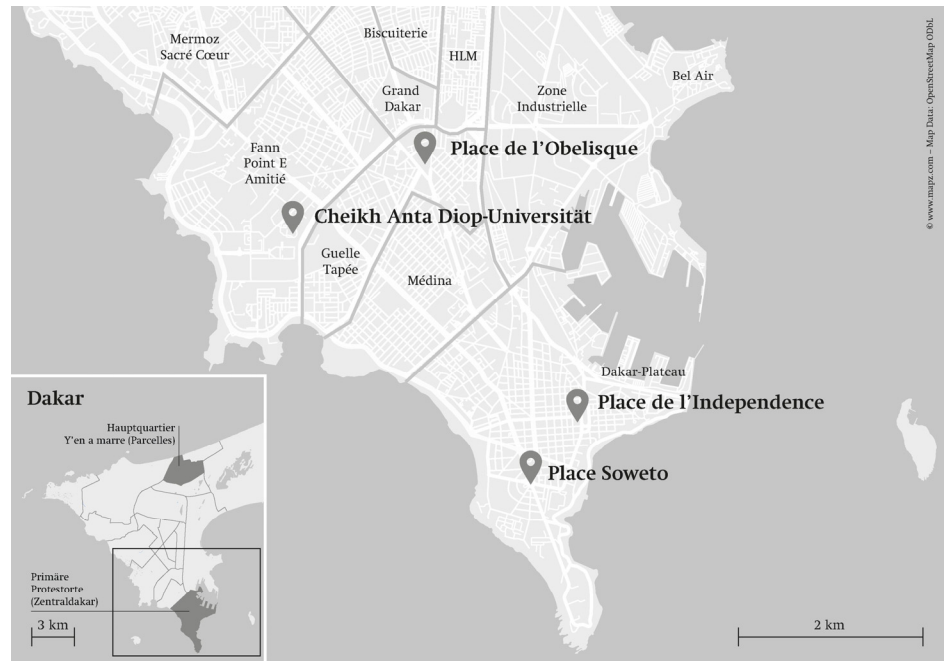 Mermoz
Sacré Cœur
Biscuiterie
HLM
Bel Air
Grand
Dakar
Zone
Industrielle
Fann
Point E
Amitié
Place de l’Obelisque
Cheikh Anta Diop-Universität
Guelle
Tapée
Médina
Dakar-Plateau
Place de l’Independence
Place Soweto
© www.mapz.com – Map Data: OpenStreetMap ODbL
Dakar
Hauptquartier
Y’en a marre (Parcelles)
Primäre
Protestorte
(Zentraldakar)
3 km
2 km